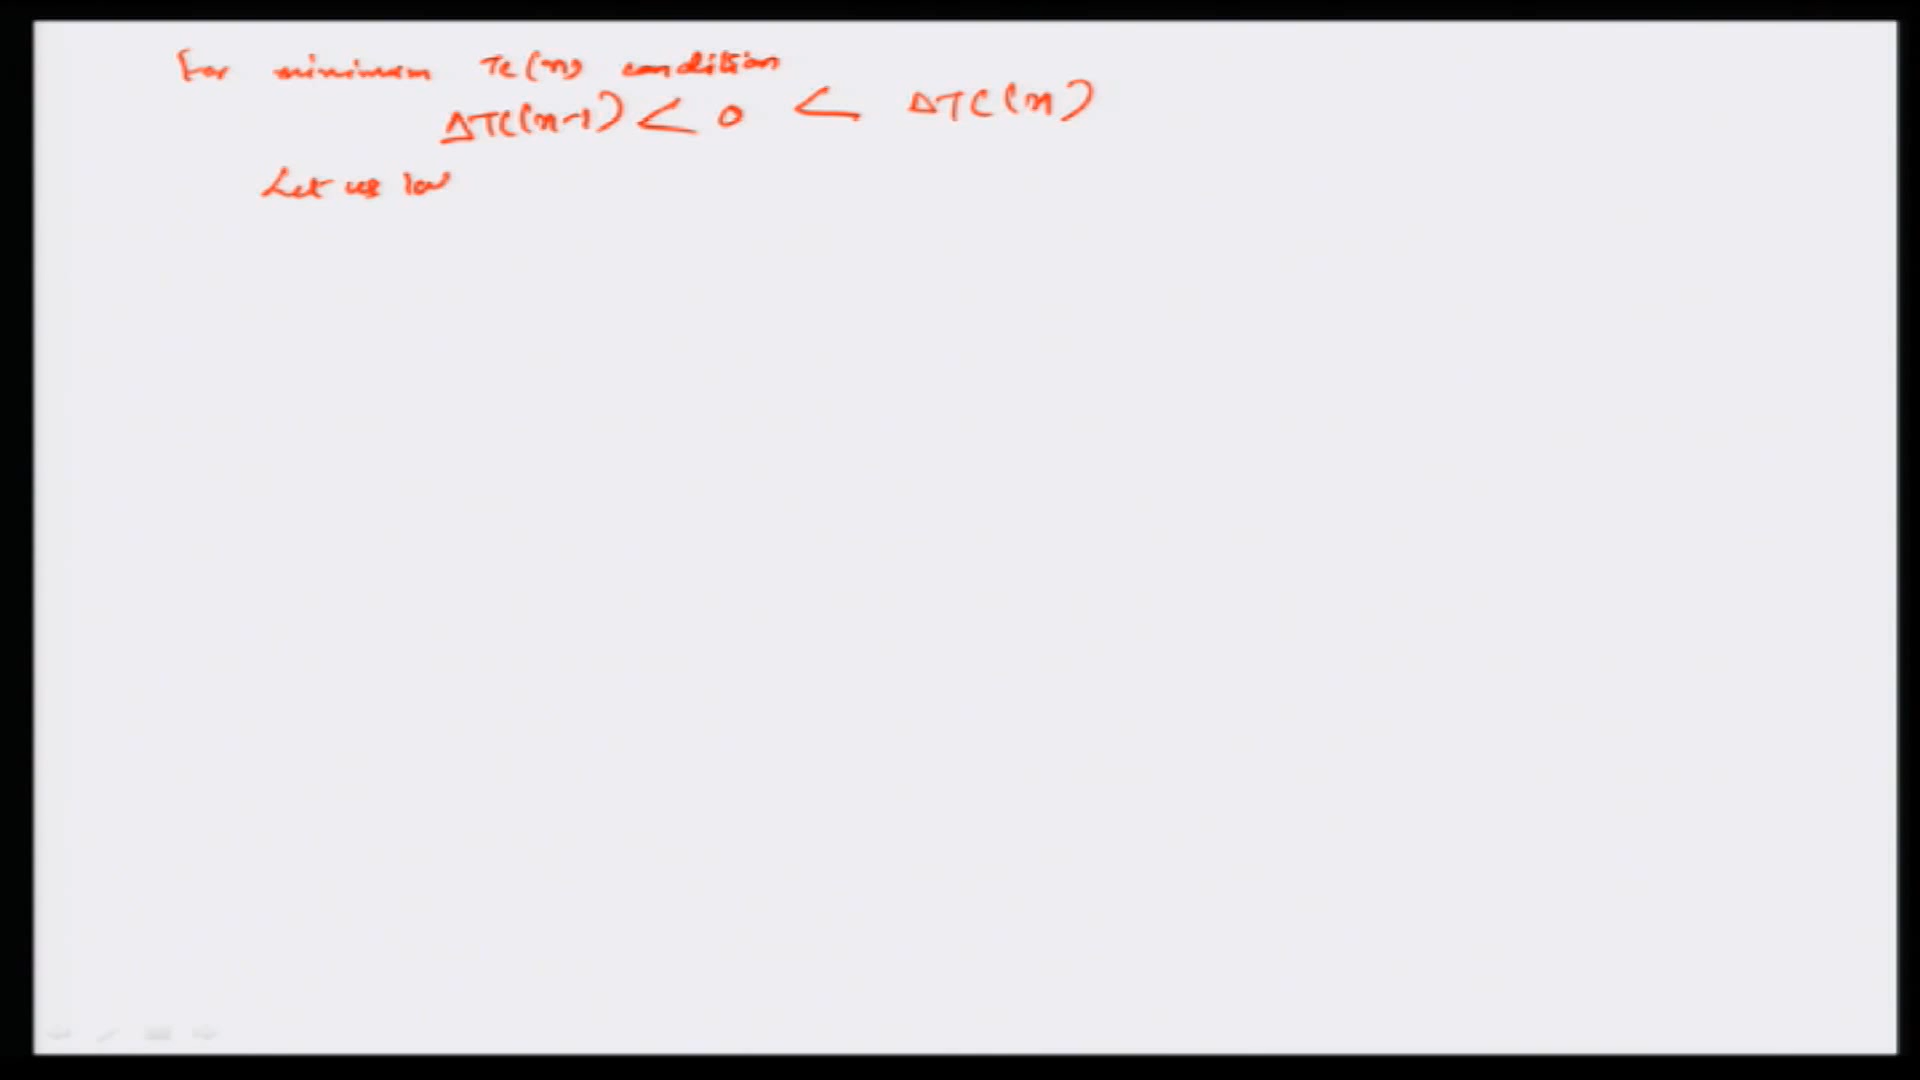 For minimum TC(n) condition
ΔTC(n-1) < 0 < ΔTC(n)
Let us